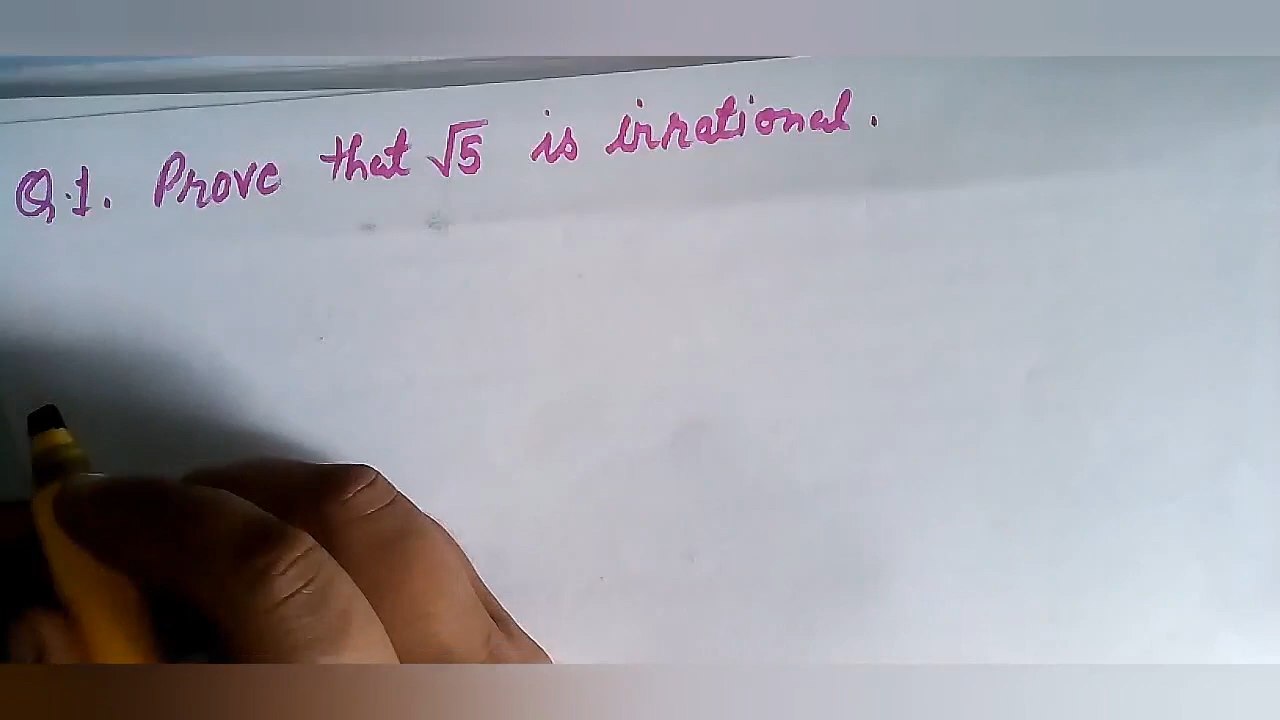 Q.1. Prove that √5 is irrational.